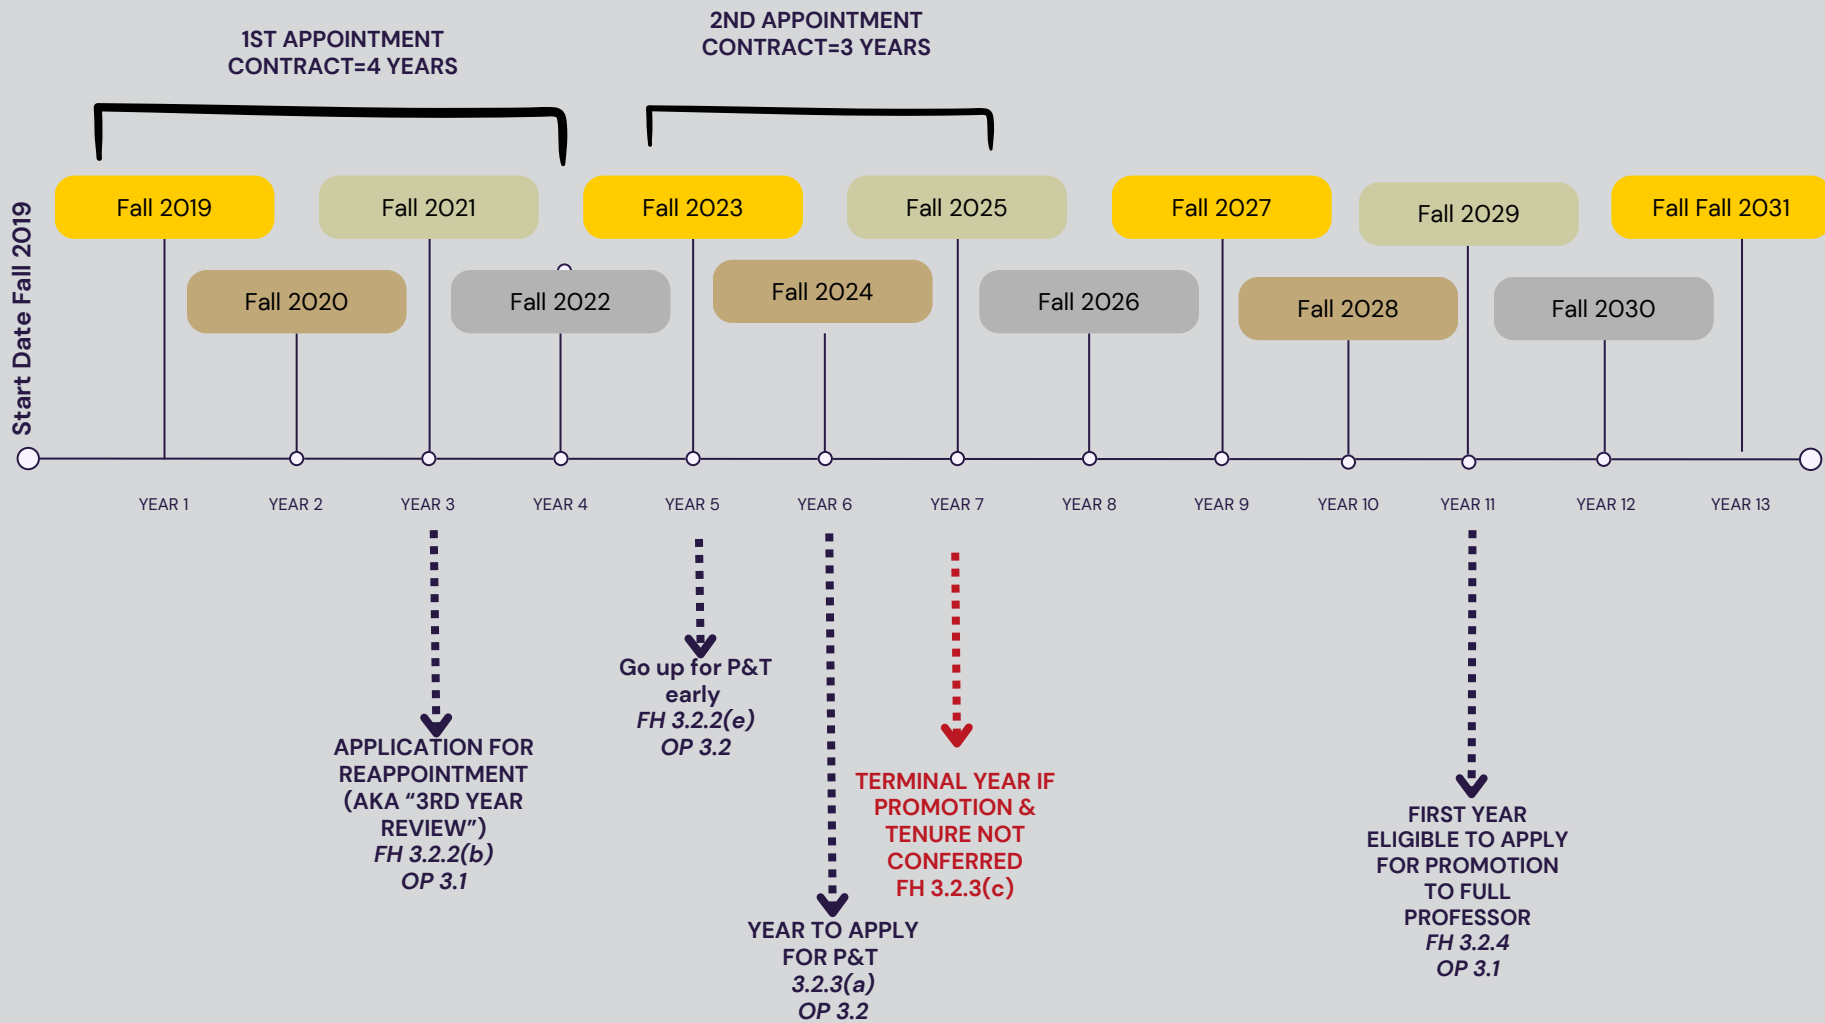 1ST APPOINTMENT
CONTRACT=4 YEARS
2ND APPOINTMENT
CONTRACT=3 YEARS
Start Date Fall 2019
Fall 2019
Fall 2021
Fall 2023
Fall 2025
Fall 2027
Fall 2029
Fall Fall 2031
Fall 2020
Fall 2022
Fall 2024
Fall 2026
Fall 2028
Fall 2030
YEAR 1
YEAR 2
YEAR 3
YEAR 4
YEAR 5
YEAR 6
YEAR 7
YEAR 8
YEAR 9
YEAR 10
YEAR 11
YEAR 12
YEAR 13
APPLICATION FOR
REAPPOINTMENT
(AKA “3RD YEAR
REVIEW”)
FH 3.2.2(b)
OP 3.1
Go up for P&T
early
FH 3.2.2(e)
OP 3.2
YEAR TO APPLY
FOR P&T
3.2.3(a)
OP 3.2
TERMINAL YEAR IF
PROMOTION &
TENURE NOT
CONFERRED
FH 3.2.3(c)
FIRST YEAR
ELIGIBLE TO APPLY
FOR PROMOTION
TO FULL
PROFESSOR
FH 3.2.4
OP 3.1